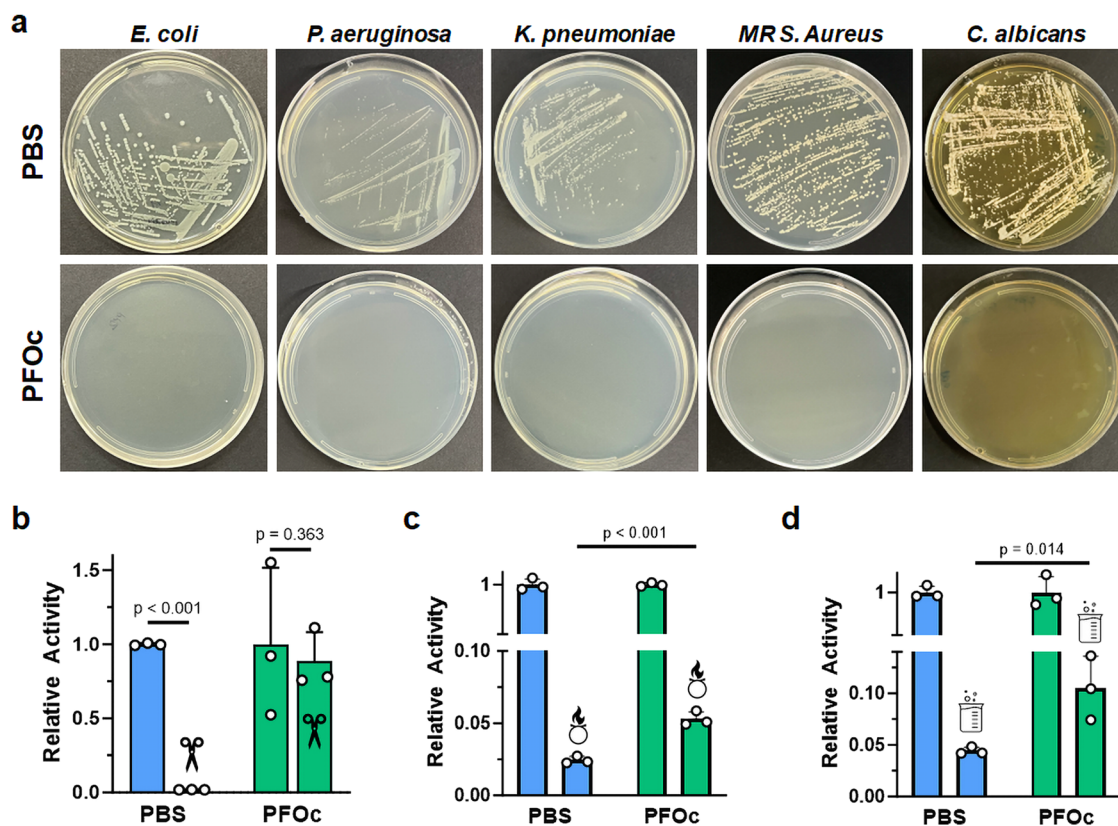 a
E. coli
P. aeruginosa
K. pneumoniae
MR S. Aureus
C. albicans
PBS
PFOc
b
p < 0.001
p = 0.363
Relative Activity
1.5
1.0
0.5
0.0
PBS
PFOc
c
p < 0.001
Relative Activity
1
0.10
0.05
0.00
PBS
PFOc
d
p = 0.014
Relative Activity
1
0.10
0.05
0.00
PBS
PFOc